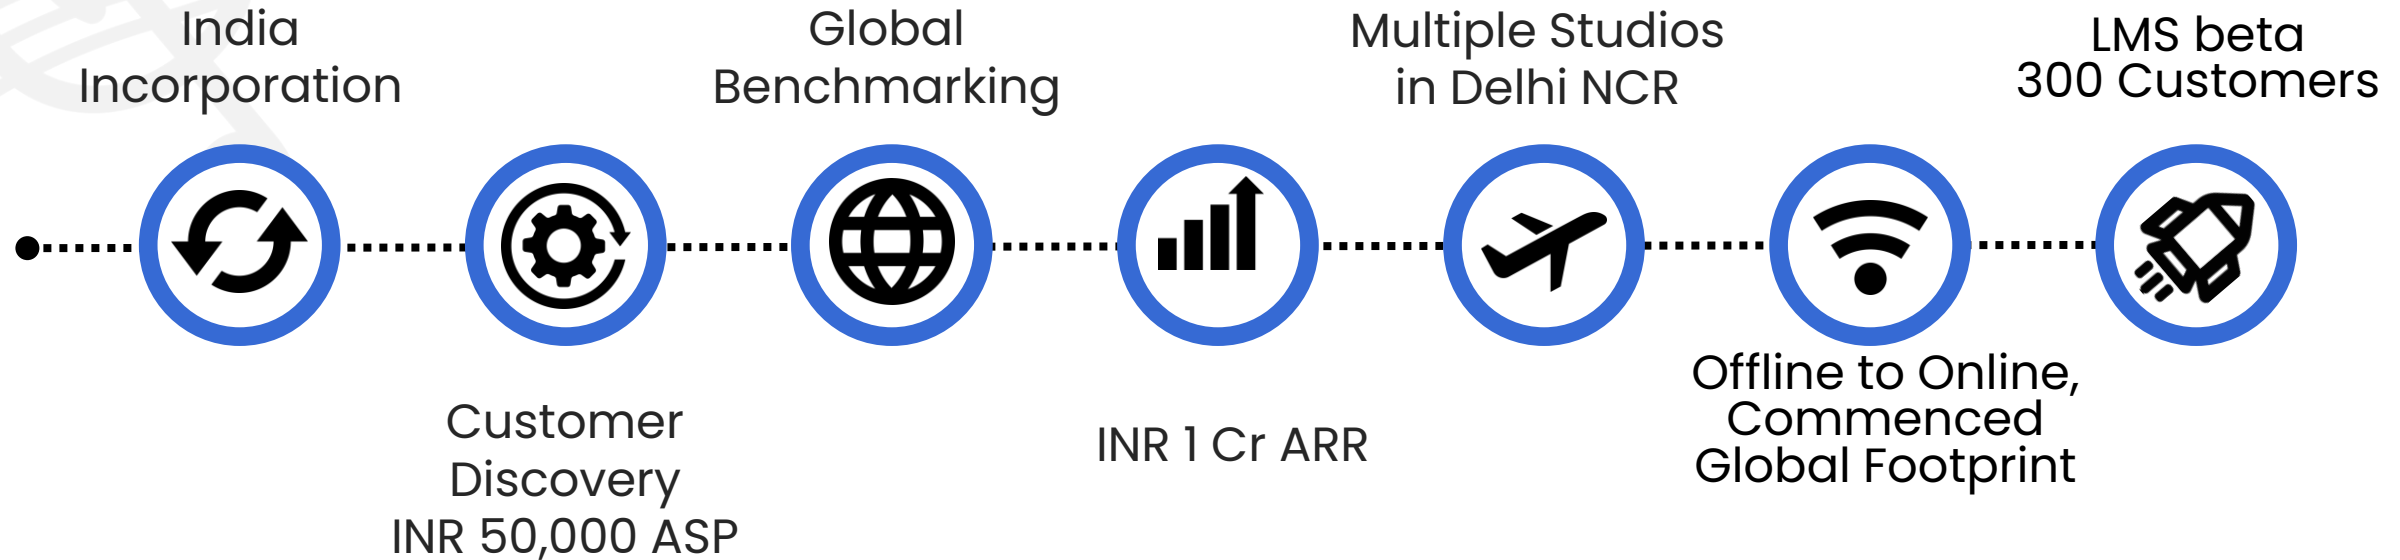 India
Incorporation
Customer
Discovery
INR 50,000 ASP
Global
Benchmarking
INR 1 Cr ARR
Multiple Studios
in Delhi NCR
Offline to Online,
Commenced
Global Footprint
LMS beta
300 Customers